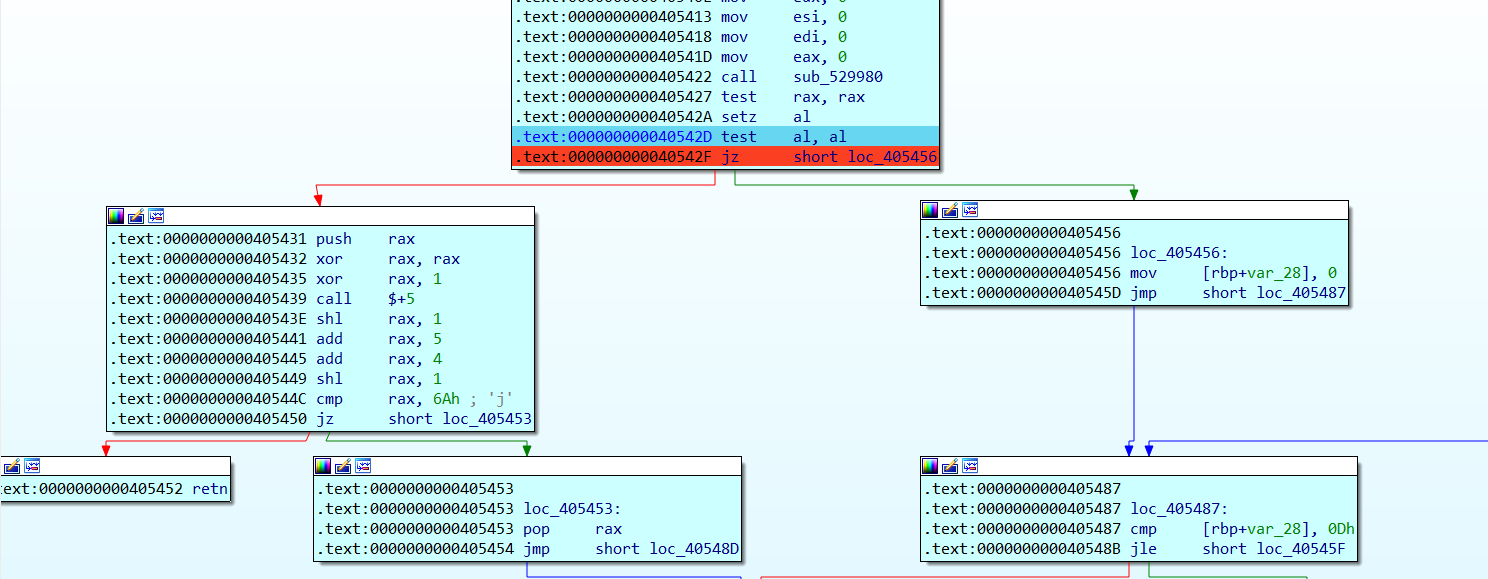 .text:0000000000405413 mov esi, 0
.text:0000000000405418 mov edi, 0
.text:000000000040541D mov eax, 0
.text:0000000000405422 call sub_529980
.text:0000000000405427 test rax, rax
.text:000000000040542A setz al
.text:000000000040542D test al, al
.text:000000000040542F jz short loc_405456
.text:0000000000405431 push rax
.text:0000000000405432 xor rax, rax
.text:0000000000405435 xor rax, 1
.text:0000000000405439 call $+5
.text:000000000040543E shl rax, 1
.text:0000000000405441 add rax, 5
.text:0000000000405445 add rax, 4
.text:0000000000405449 shl rax, 1
.text:000000000040544C cmp rax, 6Ah ; 'j'
.text:0000000000405450 jz short loc_405453
.text:0000000000405456
.text:0000000000405456 loc_405456:
.text:0000000000405456 mov [rbp+var_28], 0
.text:000000000040545D jmp short loc_405487
text:0000000000405452 retn
.text:0000000000405453
.text:0000000000405453 loc_405453:
.text:0000000000405453 pop rax
.text:0000000000405454 jmp short loc_40548D
.text:0000000000405487
.text:0000000000405487 loc_405487:
.text:0000000000405487 cmp [rbp+var_28], 0Dh
.text:000000000040548B jle short loc_40545F